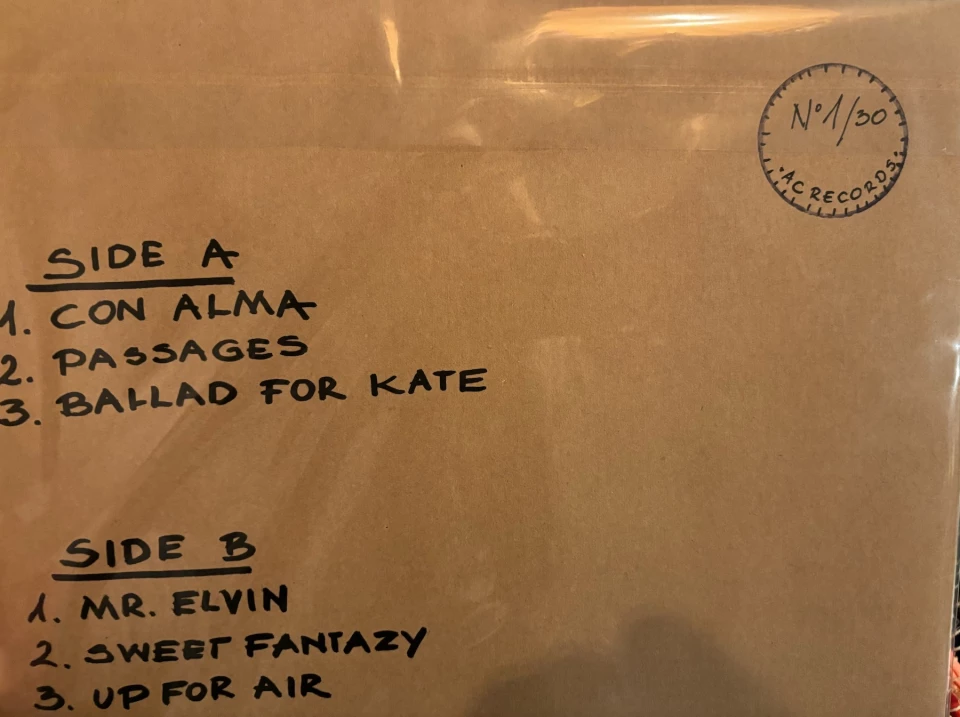 N°1/30
·AC RECORDS·
SIDE A
1. CON ALMA
2. PASSAGES
3. BALLAD FOR KATE
SIDE B
1. MR. ELVIN
2. SWEET FANTAZY
3. UP FOR AIR